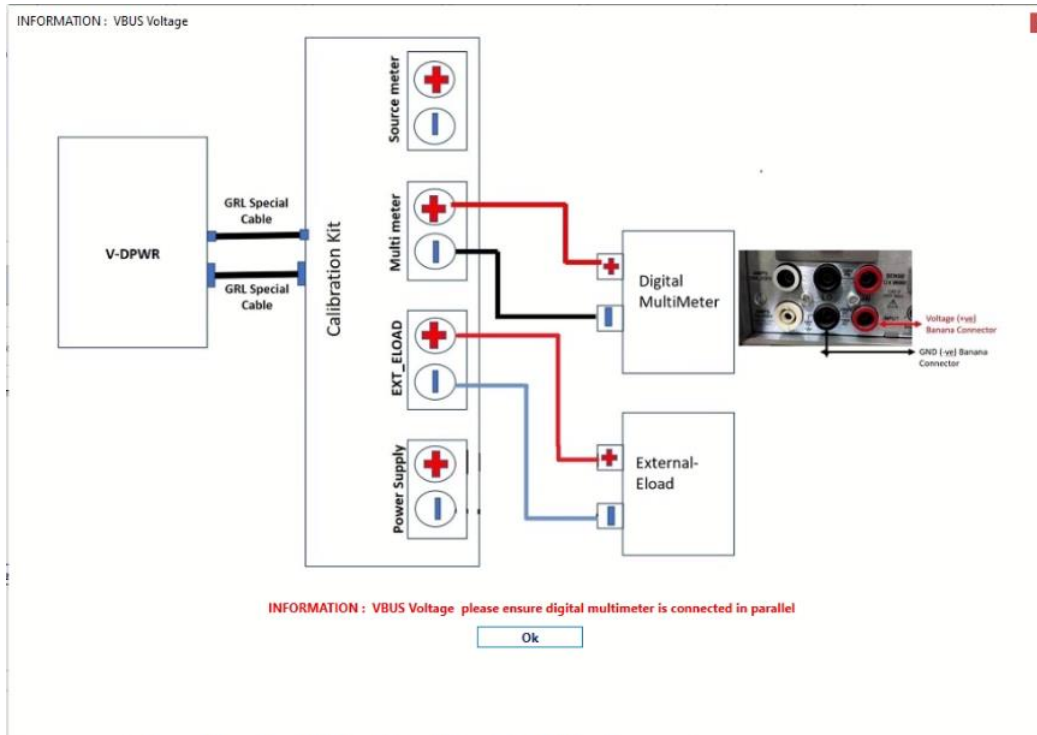 INFORMATION : VBUS Voltage
Source meter
V-DPWR
GRL Special
Cable
GRL Special
Cable
Calibration Kit
Multi meter
Digital
MultiMeter
Voltage (+ve)
Banana Connector
GND (-ve) Banana
Connector
EXT_ELOAD
External-
Eload
Power Supply
INFORMATION : VBUS Voltage please ensure digital multimeter is connected in parallel
Ok